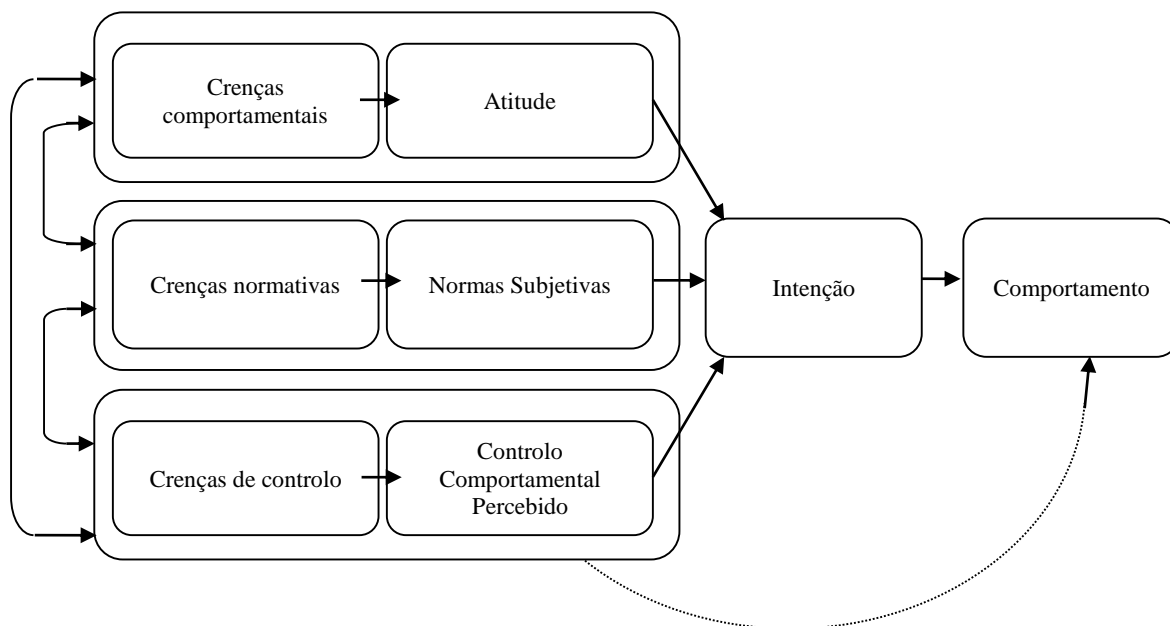 Crenças
comportamentais
Atitude
Crenças normativas
Normas Subjetivas
Crenças de controlo
Controlo
Comportamental
Percebido
Intenção
Comportamento